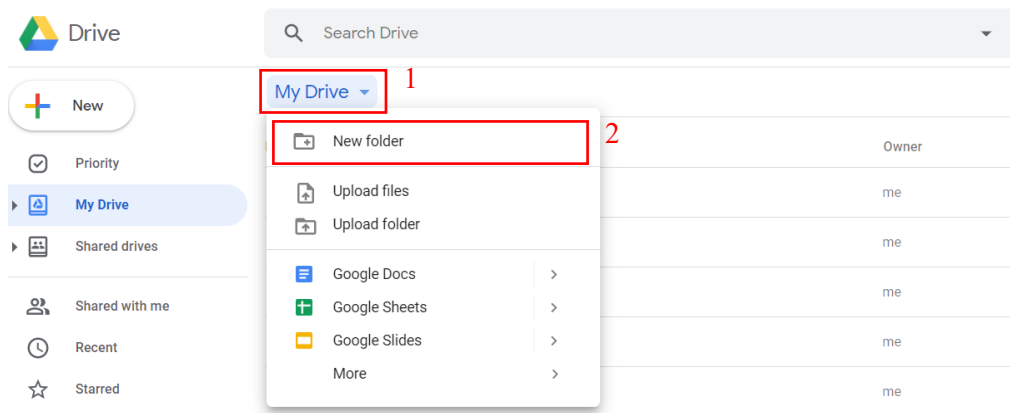 Drive
Search Drive
New
My Drive
1
New folder
2
Owner
Priority
Upload files
me
My Drive
Upload folder
Shared drives
me
Google Docs
me
Shared with me
Google Sheets
Recent
Google Slides
me
More
Starred
me